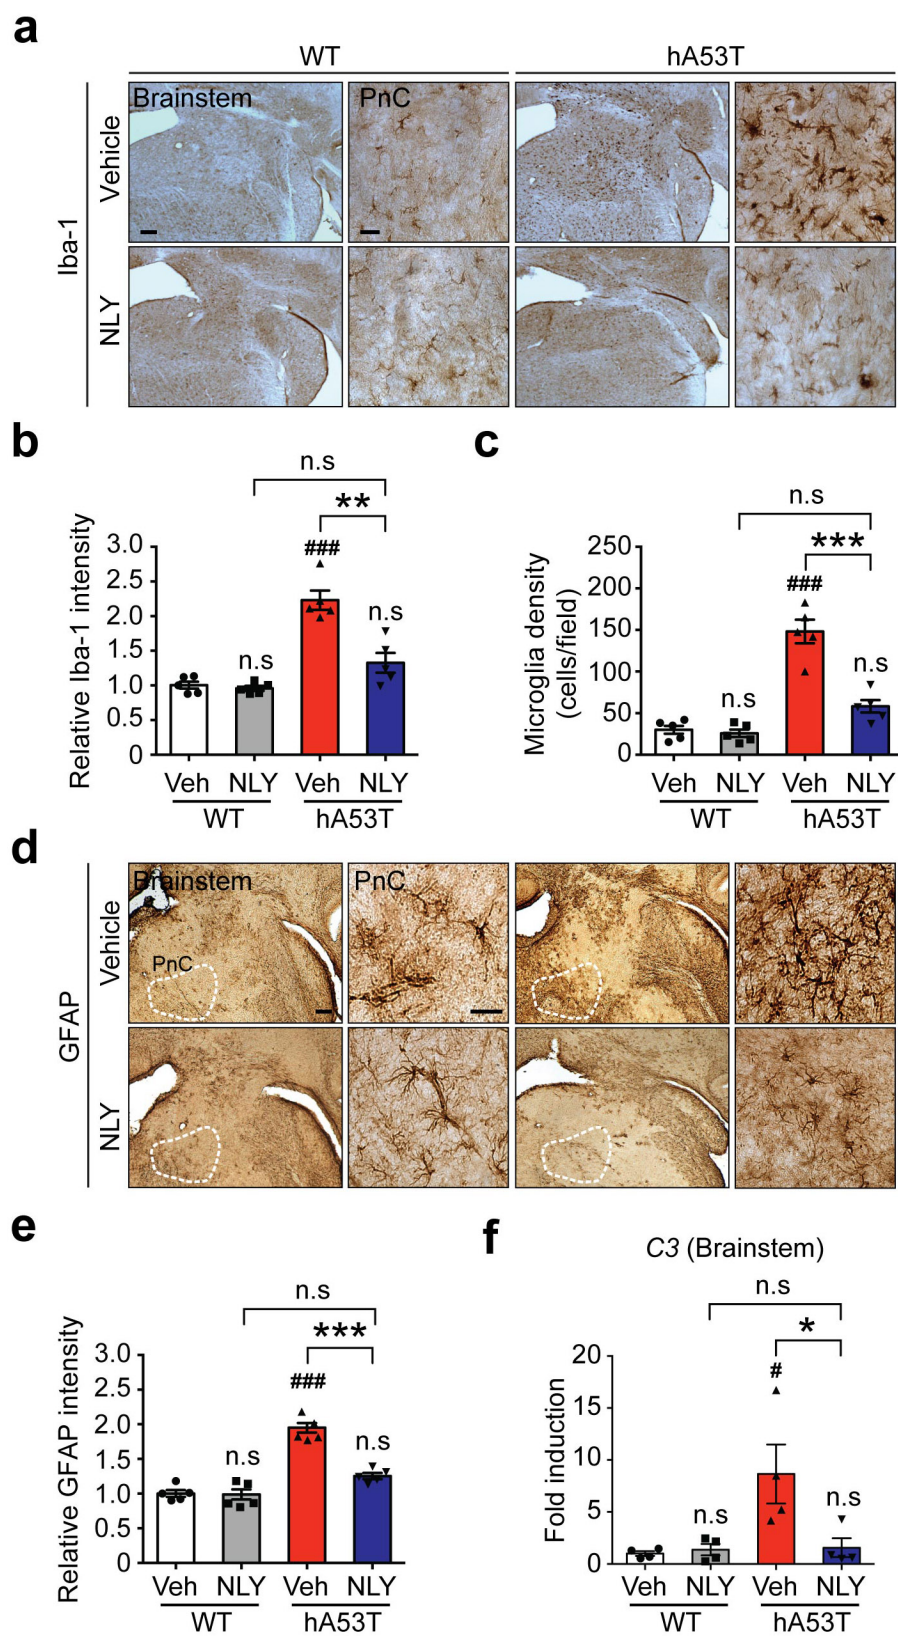 a
WT
hA53T
Iba-1
Vehicle
NLY
Brainstem
PnC
b
n.s
**
###
n.s
n.s
Relative Iba-1 intensity
3.0
2.5
2.0
1.5
1.0
0.5
0
Veh NLY Veh NLY
WT hA53T
c
n.s
***
###
n.s
n.s
Microglia density
(cells/field)
250
200
150
100
50
0
Veh NLY Veh NLY
WT hA53T
d
GFAP
Vehicle
NLY
Brainstem
PnC
PnC
e
n.s
***
###
n.s
n.s
Relative GFAP intensity
3.0
2.5
2.0
1.5
1.0
0.5
0
Veh NLY Veh NLY
WT hA53T
f
C3 (Brainstem)
n.s
*
#
n.s
n.s
Fold induction
20
15
10
5
0
Veh NLY Veh NLY
WT hA53T